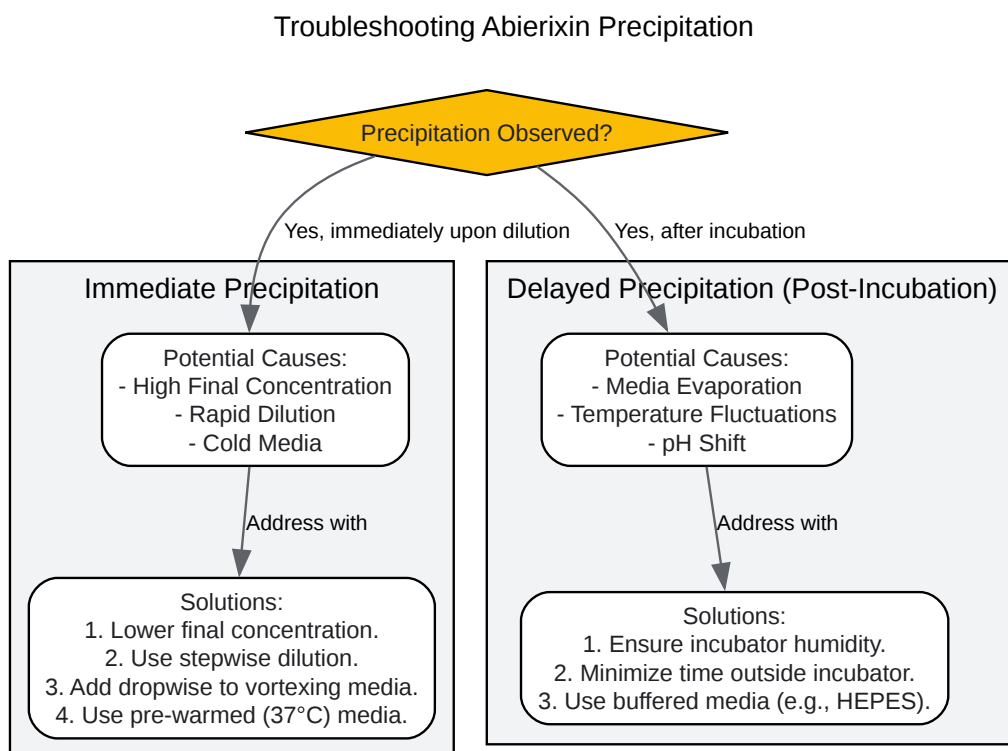 Troubleshooting Abierixin Precipitation
Precipitation Observed?
Yes, immediately upon dilution
Yes, after incubation
Immediate Precipitation
Potential Causes:
- High Final Concentration
- Rapid Dilution
- Cold Media
Address with
Solutions:
1. Lower final concentration.
2. Use stepwise dilution.
3. Add dropwise to vortexing media.
4. Use pre-warmed (37°C) media.
Delayed Precipitation (Post-Incubation)
Potential Causes:
- Media Evaporation
- Temperature Fluctuations
- pH Shift
Address with
Solutions:
1. Ensure incubator humidity.
2. Minimize time outside incubator.
3. Use buffered media (e.g., HEPES).